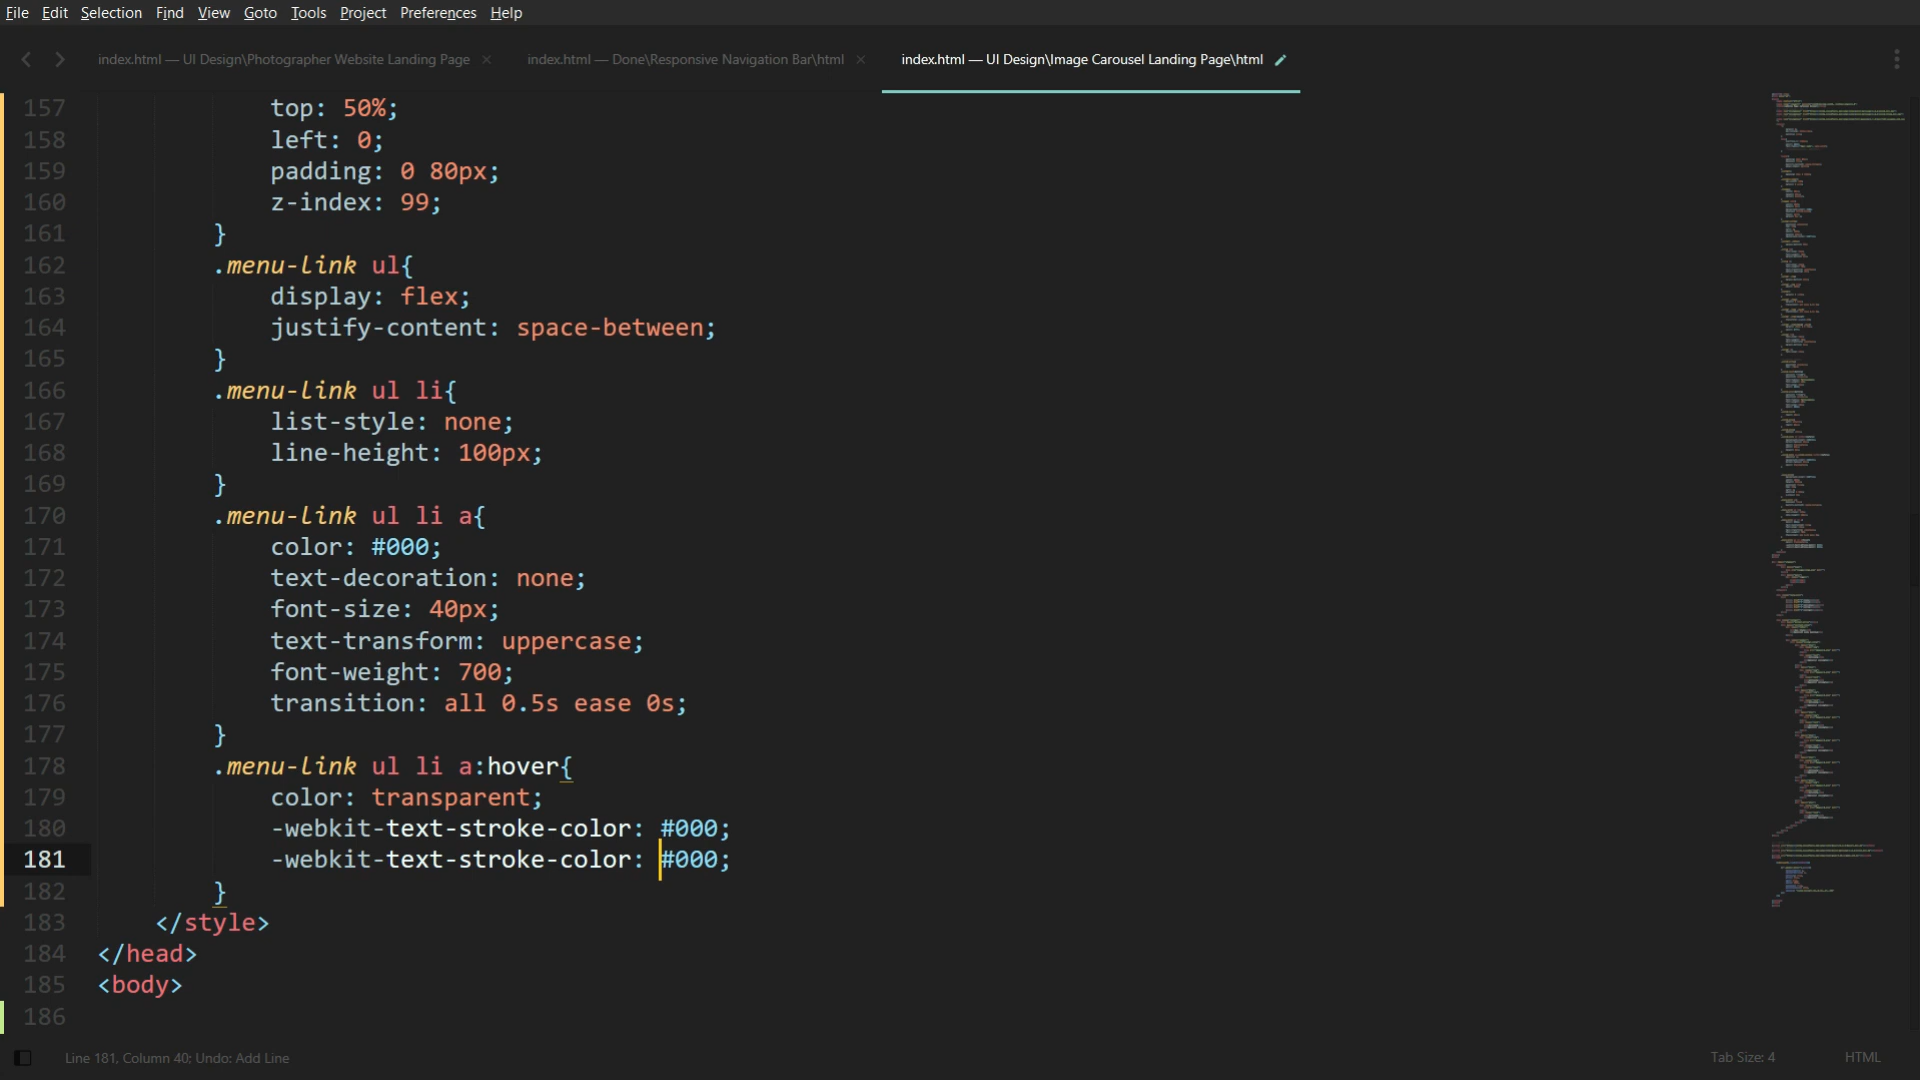 File Edit Selection Find View Goto Tools Project Preferences Help
index.html — UI Design\Photographer Website Landing Page × index.html — Done\Responsive Navigation Bar\html × index.html — UI Design\Image Carousel Landing Page\html
157 top: 50%;
158 left: 0;
159 padding: 0 80px;
160 z-index: 99;
161 }
162 .menu-link ul{
163 display: flex;
164 justify-content: space-between;
165 }
166 .menu-link ul li{
167 list-style: none;
168 line-height: 100px;
169 }
170 .menu-link ul li a{
171 color: #000;
172 text-decoration: none;
173 font-size: 40px;
174 text-transform: uppercase;
175 font-weight: 700;
176 transition: all 0.5s ease 0s;
177 }
178 .menu-link ul li a:hover{
179 color: transparent;
180 -webkit-text-stroke-color: #000;
181 -webkit-text-stroke-color: #000;
182 }
183 </style>
184 </head>
185 <body>
186
Line 181, Column 40; Undo: Add Line Tab Size: 4 HTML